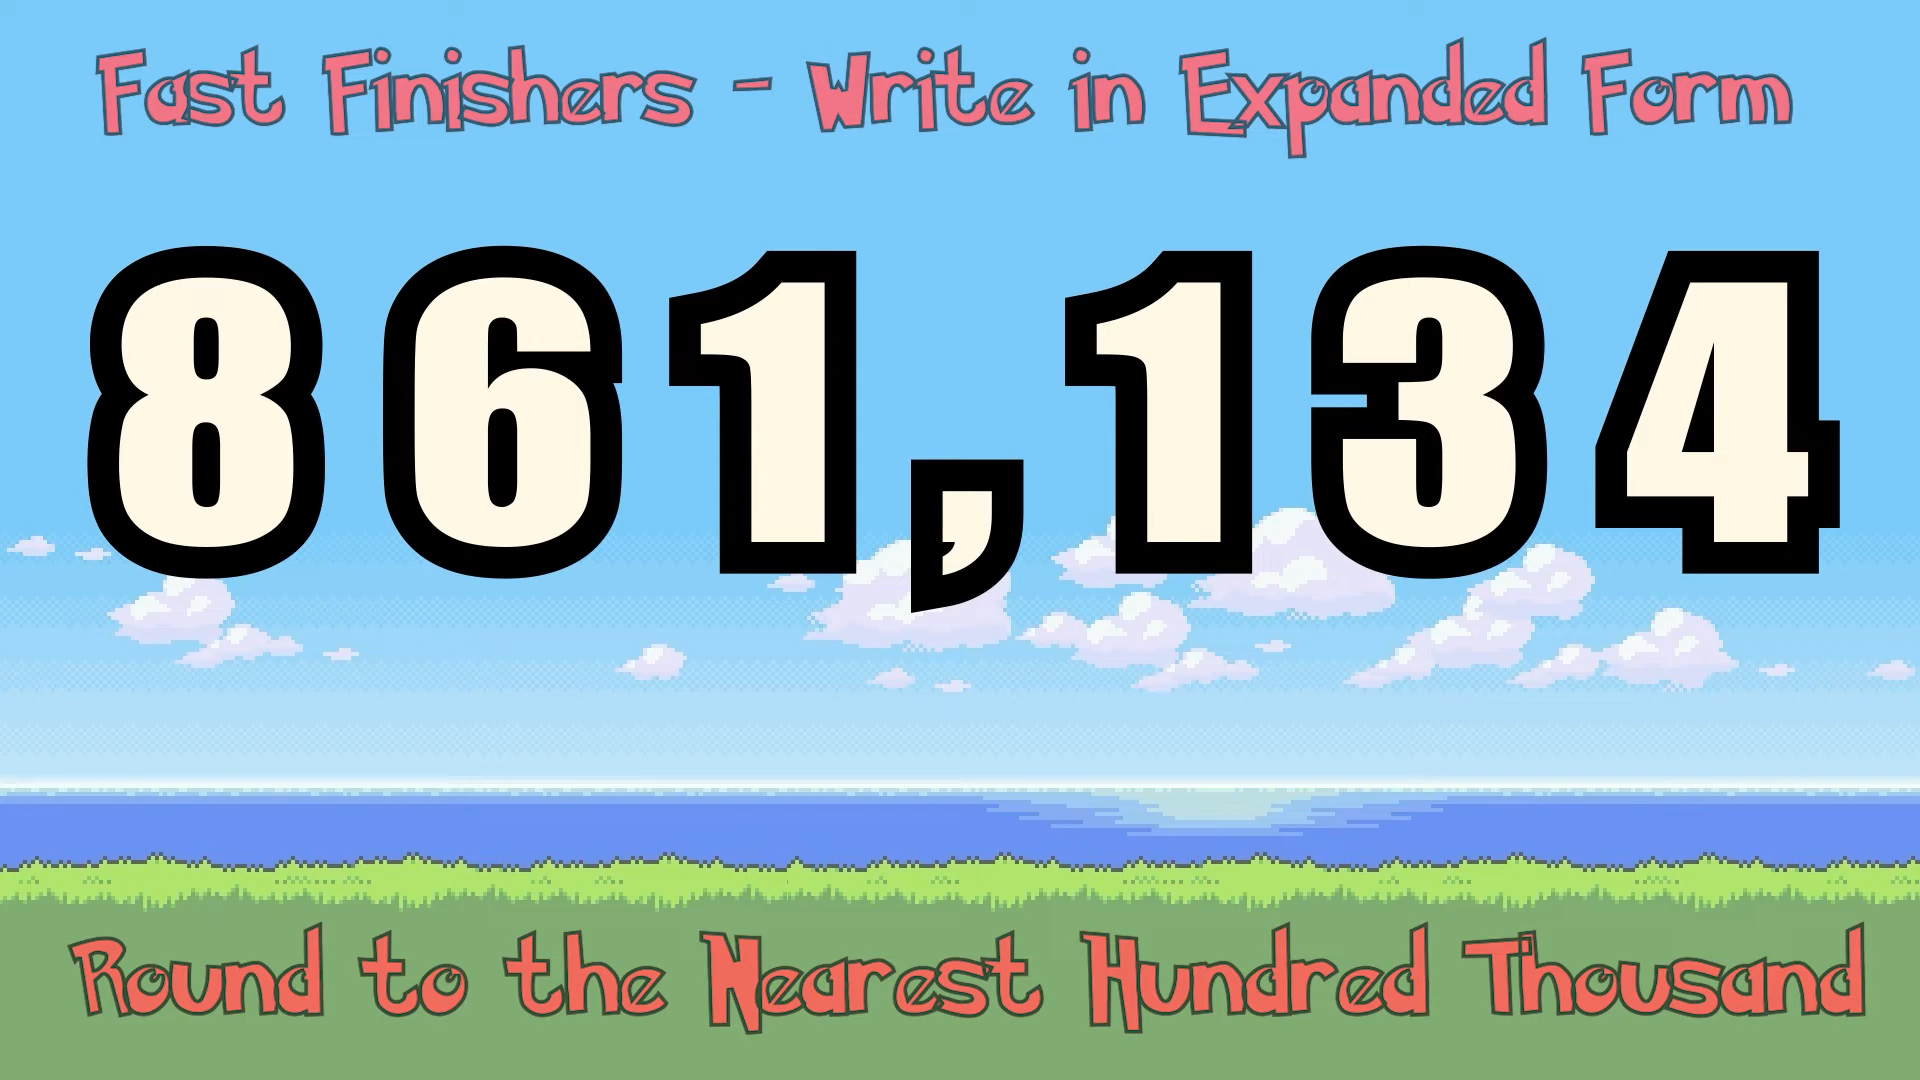 Fast Finishers - Write in Expanded Form
861,134
Round to the Nearest Hundred Thousand